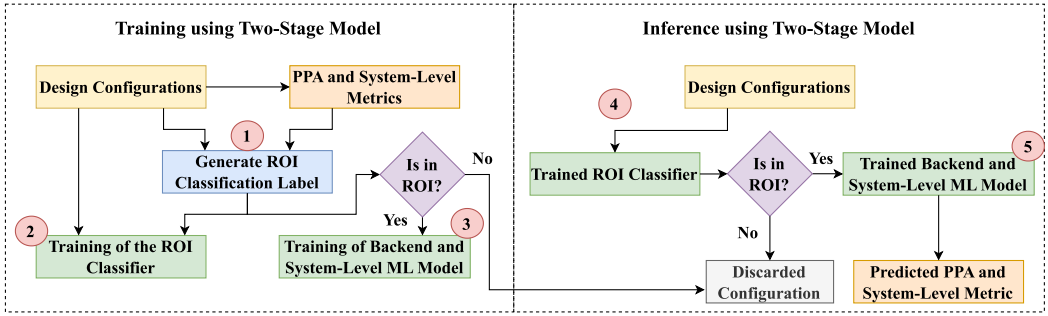 Training using Two-Stage Model
Design Configurations
PPA and System-Level
Metrics
1
Generate ROI
Classification Label
Is in
ROI?
No
Yes
2
Training of the ROI
Classifier
3
Training of Backend and
System-Level ML Model
Inference using Two-Stage Model
Design Configurations
4
Trained ROI Classifier
Is in
ROI?
Yes
5
Trained Backend and
System-Level ML Model
No
Discarded
Configuration
Predicted PPA and
System-Level Metric